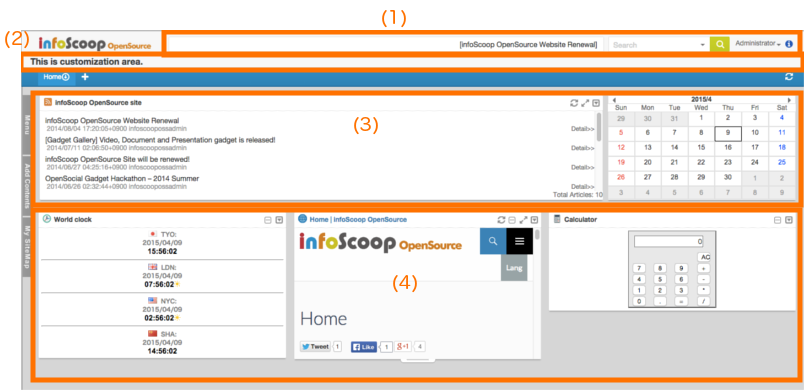 (1)
(2)
infoScoop OpenSource
[infoScoop OpenSource Website Renewal]
Search
Administrator
This is customization area.
Home
Menu
Add Contents
My SiteMap
infoScoop OpenSource site
(3)
infoScoop OpenSource Website Renewal
2014/08/04 17:20:05+0900 infoscoopossadmin
Detail>>
[Gadget Gallery] Video, Document and Presentation gadget is released!
2014/07/11 02:08:50+0900 infoscoopossadmin
Detail>>
infoScoop OpenSource Site will be renewed!
2014/06/27 04:25:16+0900 infoscoopossadmin
Detail>>
OpenSocial Gadget Hackathon – 2014 Summer
2014/06/26 02:32:44+0900 infoscoopossadmin
Detail>>
Total Articles: 10
2015/4
Sun Mon Tue Wed Thu Fri Sat
29 30 31 1 2 3 4
5 6 7 8 9 10 11
12 13 14 15 16 17 18
19 20 21 22 23 24 25
26 27 28 29 30 1 2
3 4 5 6 7 8 9
World clock
TYO:
2015/04/09
15:56:02
LDN:
2015/04/09
07:56:02
NYC:
2015/04/09
02:56:02
SHA:
2015/04/09
14:56:02
Home | infoScoop OpenSource
infoScoop OpenSource
Lang
(4)
Home
Tweet 1 Like 1 g+1 4
Calculator
0
AC
7 8 9 +
4 5 6 -
1 2 3 *
0 . = /